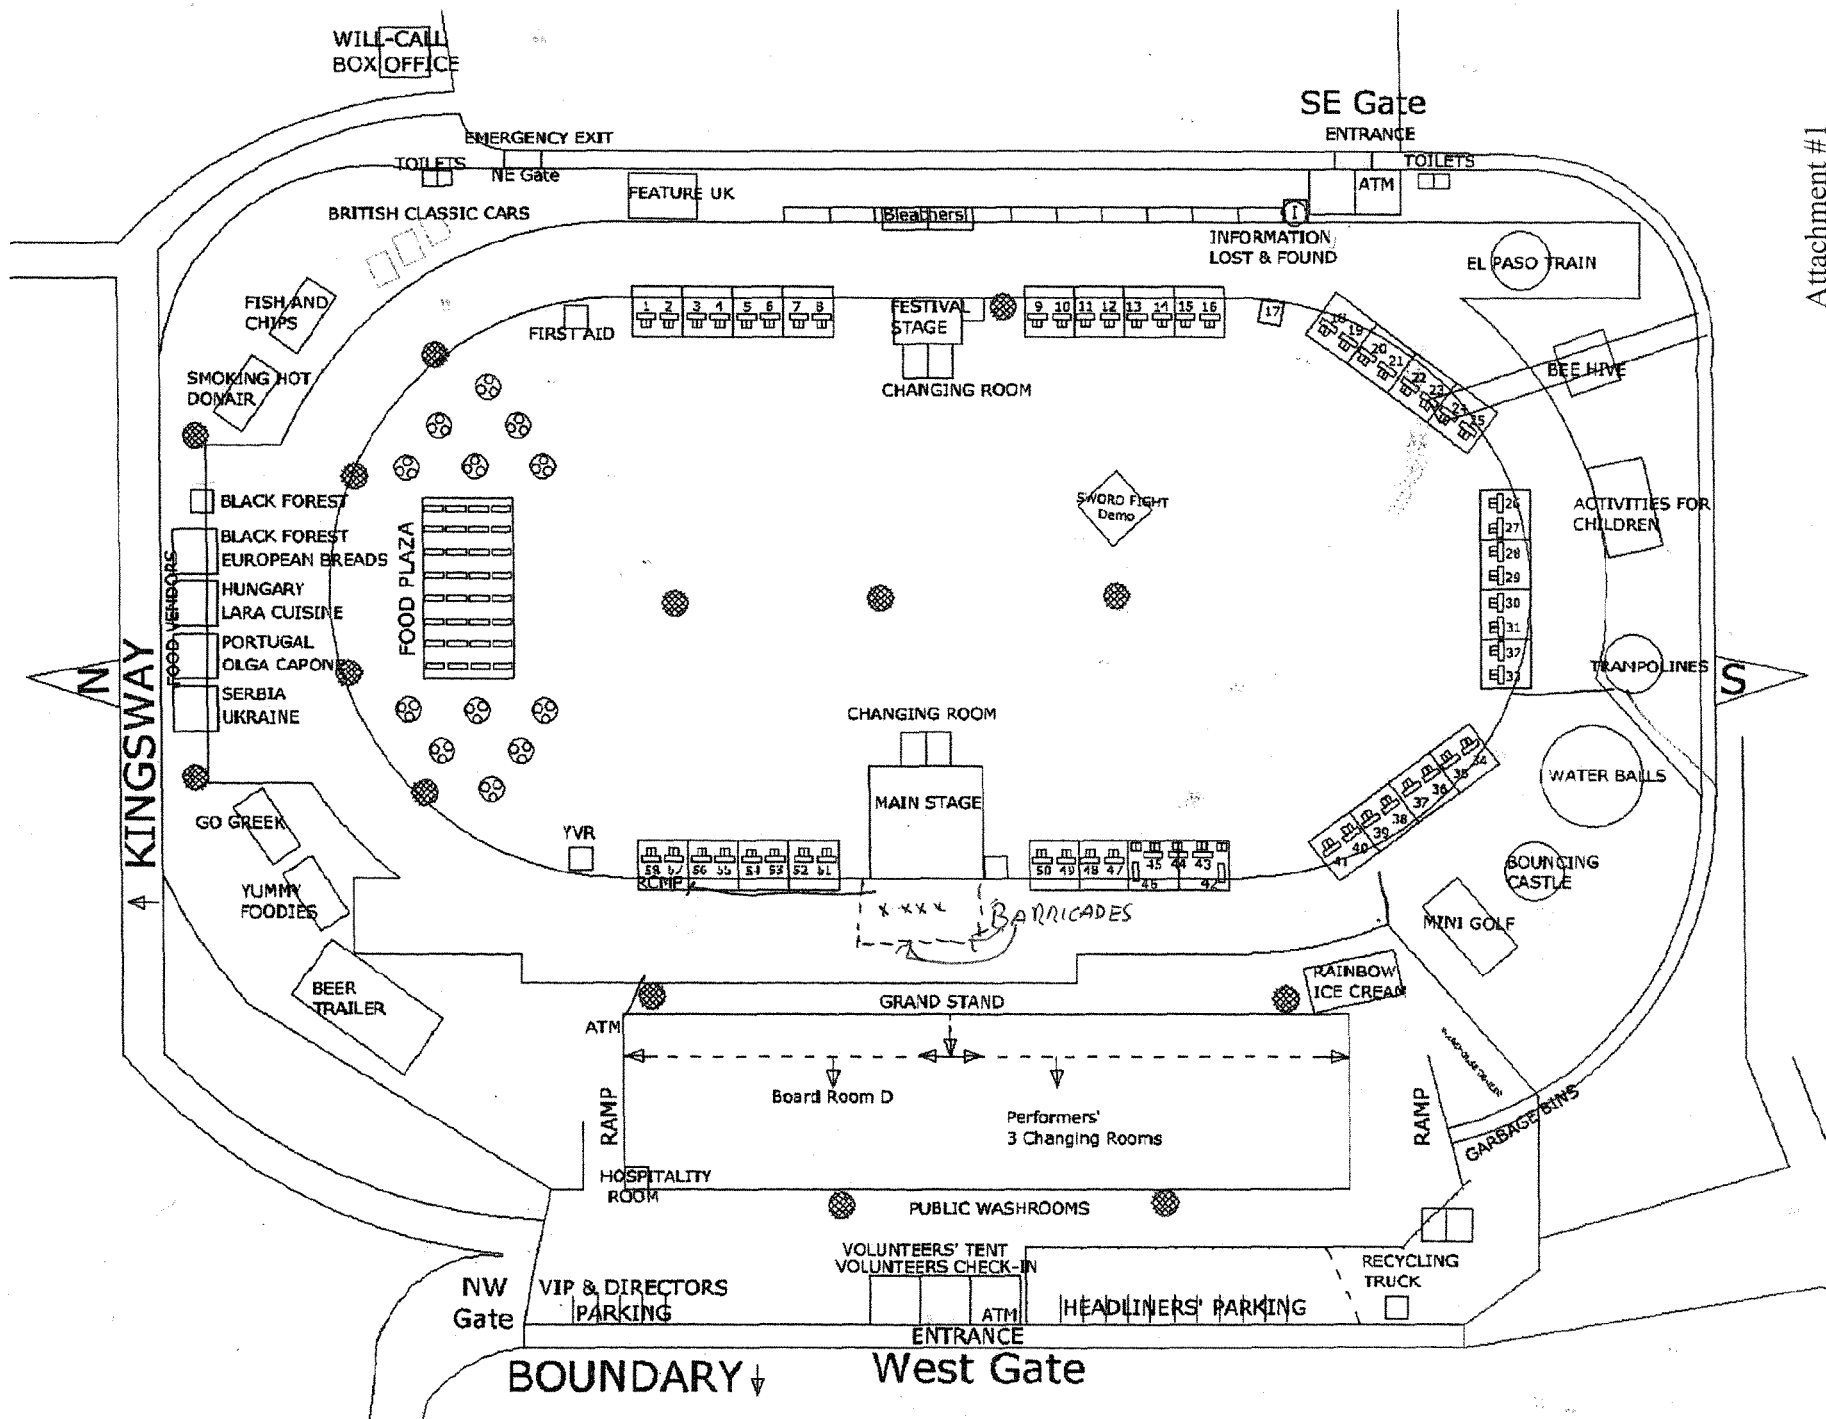 WILL-CALL
BOX OFFICE
SE Gate
ENTRANCE
EMERGENCY EXIT
TOILETS
NE Gate
TOILETS
ATM
FEATURE UK
BRITISH CLASSIC CARS
Bleachers
I
INFORMATION
LOST & FOUND
EL PASO TRAIN
Attachment #1
FISH AND
CHIPS
FIRST AID
1 2 3 4 5 6 7 8
FESTIVAL
STAGE
9 10 11 12 13 14 15 16
17
18 19 20 21 22 23 24 25
CHANGING ROOM
BEE HIVE
SMOKING HOT
DONAIR
BLACK FOREST
BLACK FOREST
EUROPEAN BREADS
HUNGARY
LARA CUISINE
PORTUGAL
OLGA CAPONE
SERBIA
UKRAINE
FOOD VENDORS
FOOD PLAZA
SWORD FIGHT
Demo
26
27
28
29
30
31
32
33
ACTIVITIES FOR
CHILDREN
TRAMPOLINES
N
S
KINGSWAY
CHANGING ROOM
MAIN STAGE
WATER BALLS
34
35
36
37
38
39
40
41
GO GREEK
YVR
58 57 56 55 54 53 52 51
RCMP
50 49 48 47
45 44 43
46 42
BOUNCING
CASTLE
YUMMY
FOODIES
x x x x
BARRICADES
MINI GOLF
BEER
TRAILER
GRAND STAND
RAINBOW
ICE CREAM
ATM
Board Room D
Performers'
3 Changing Rooms
RAMP
RAMP
GARBAGE BINS
HOSPITALITY
ROOM
PUBLIC WASHROOMS
VOLUNTEERS' TENT
VOLUNTEERS CHECK-IN
RECYCLING
TRUCK
NW
Gate
VIP & DIRECTORS
PARKING
ATM
HEADLINERS' PARKING
ENTRANCE
BOUNDARY
West Gate